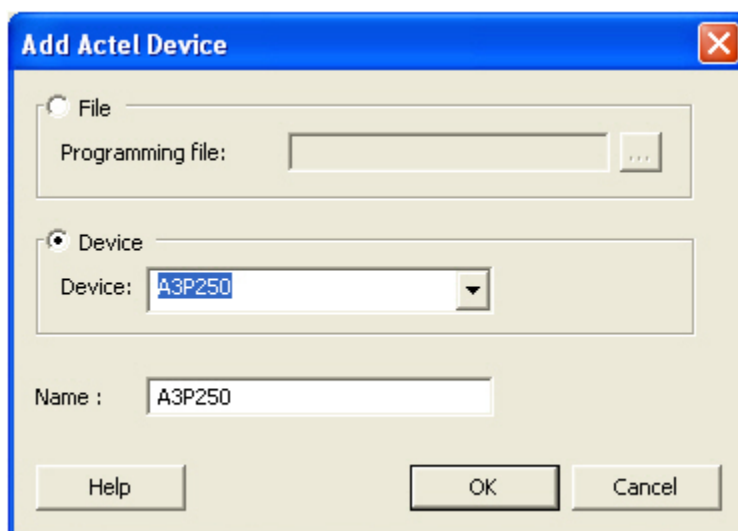 Add Actel Device
File
Programming file:
...
Device
Device: A3P250
Name : A3P250
Help OK Cancel